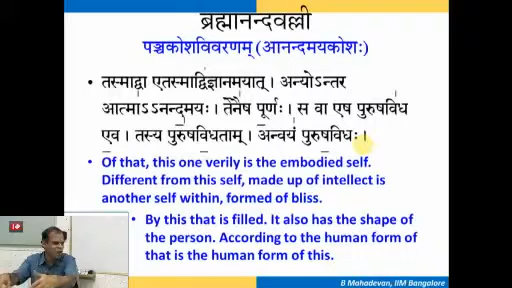 ब्रह्मानन्दवल्ली
पञ्चकोशविवरणम् (आनन्दमयकोशः)
• तस्माद्वा एतस्माद्विज्ञानमयात्। अन्योऽन्तर
आत्माऽऽनन्दमयः। तेनैष पूर्णः। स वा एष पुरुषविध
एव। तस्य पुरुषविधताम्। अन्वयं पुरुषविधः।
• Of that, this one verily is the embodied self.
Different from this self, made up of intellect is
another self within, formed of bliss.
• By this that is filled. It also has the shape of
the person. According to the human form of
that is the human form of this.
B Mahadevan, IIM Bangalore